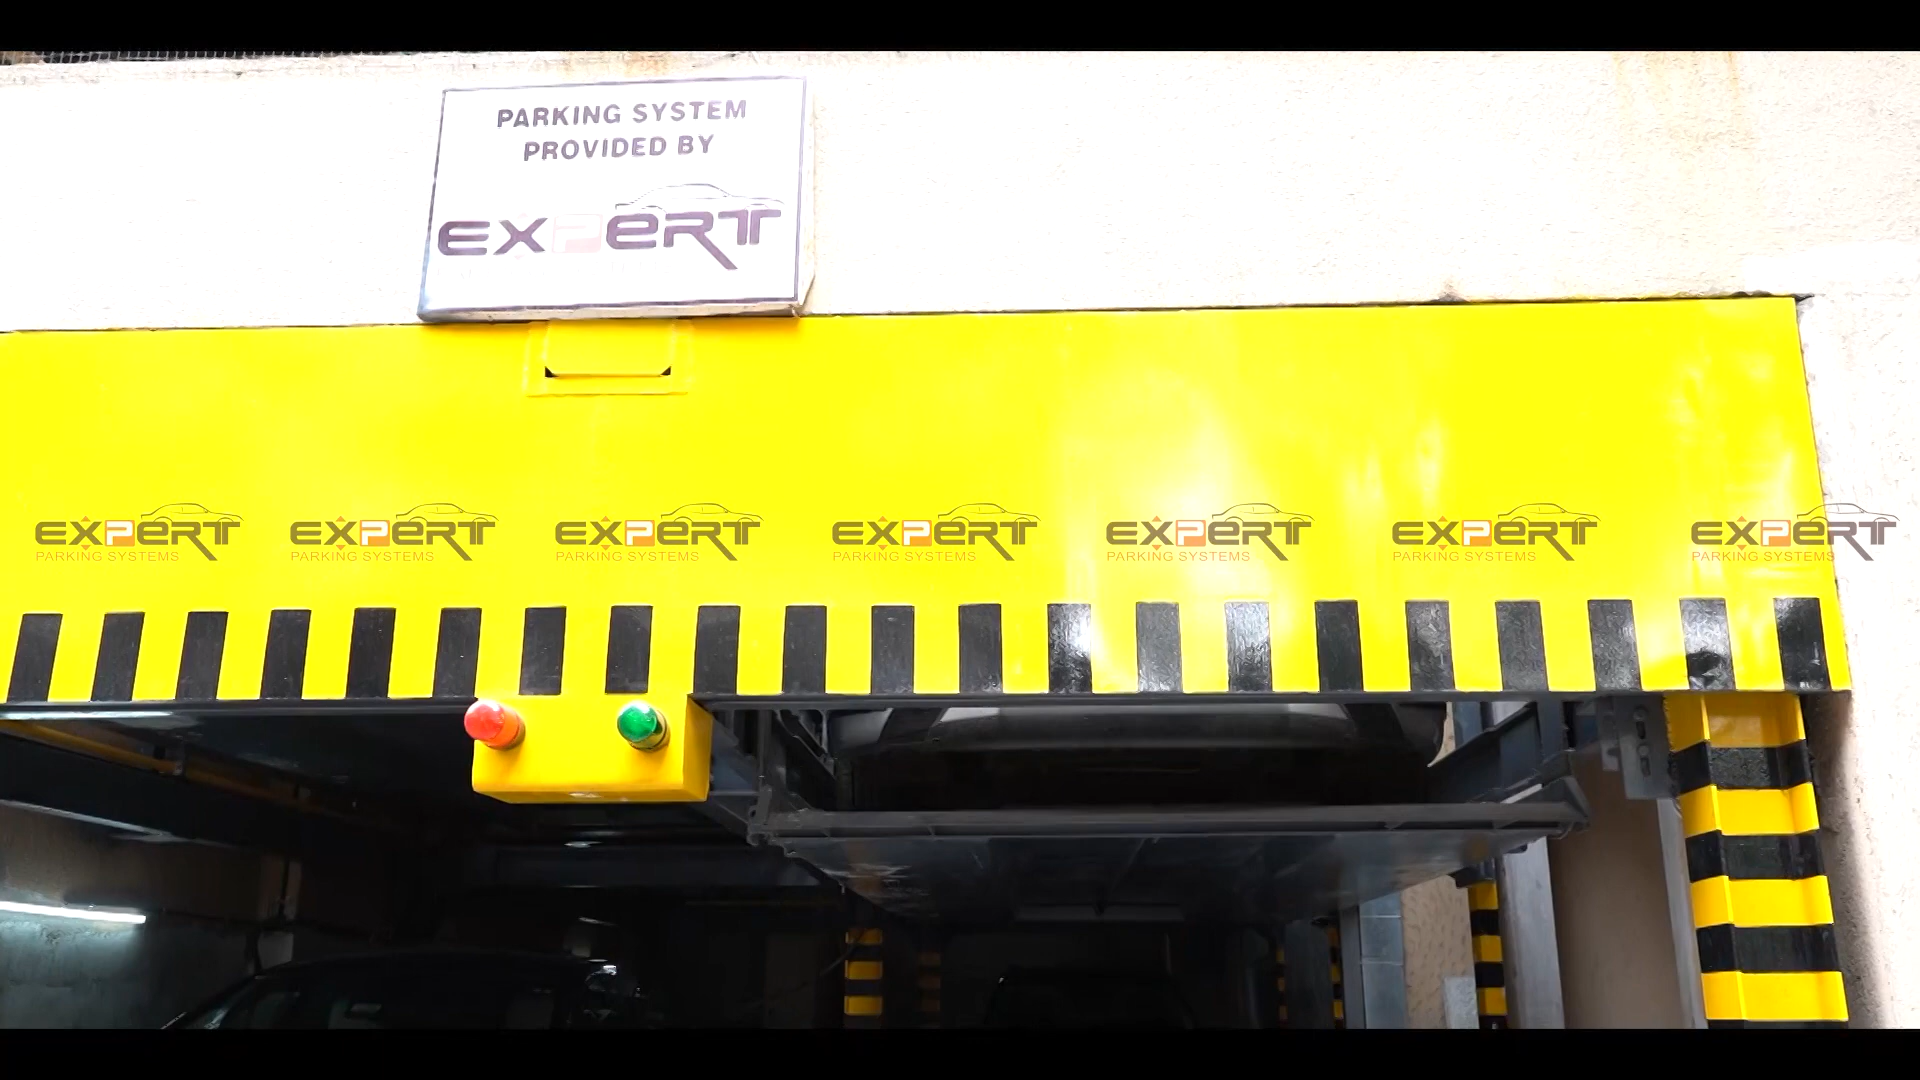 PARKING SYSTEM
PROVIDED BY
EXPERT
EXPERT EXPERT EXPERT EXPERT EXPERT EXPERT EXPERT
PARKING SYSTEMS PARKING SYSTEMS PARKING SYSTEMS PARKING SYSTEMS PARKING SYSTEMS PARKING SYSTEMS PARKING SYSTEMS